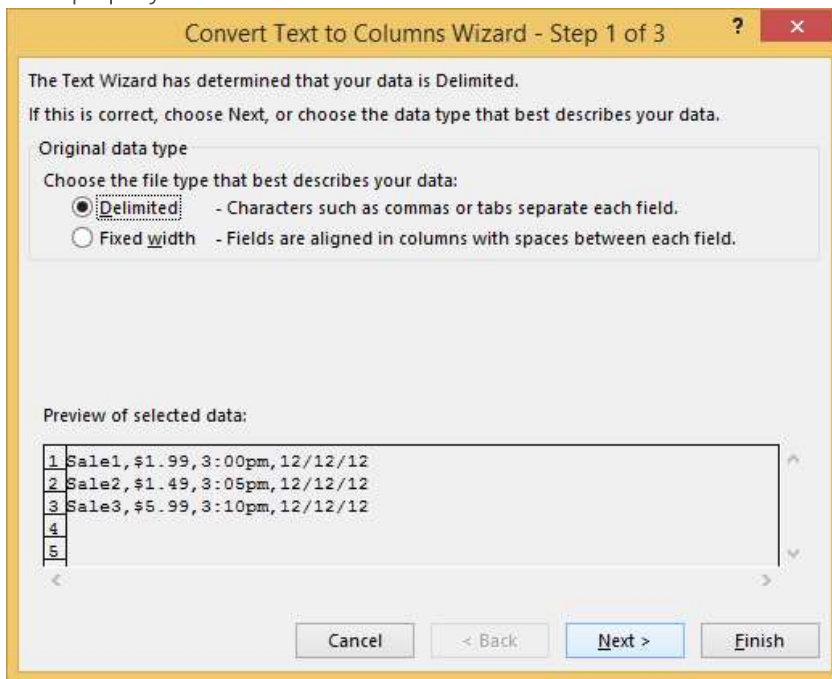 Convert Text to Columns Wizard - Step 1 of 3 ? ×
The Text Wizard has determined that your data is Delimited.
If this is correct, choose Next, or choose the data type that best describes your data.
Original data type
Choose the file type that best describes your data:
Delimited - Characters such as commas or tabs separate each field.
Fixed width - Fields are aligned in columns with spaces between each field.
Preview of selected data:
1 Sale1,$1.99,3:00pm,12/12/12
2 Sale2,$1.49,3:05pm,12/12/12
3 Sale3,$5.99,3:10pm,12/12/12
4
5
Cancel < Back Next > Finish